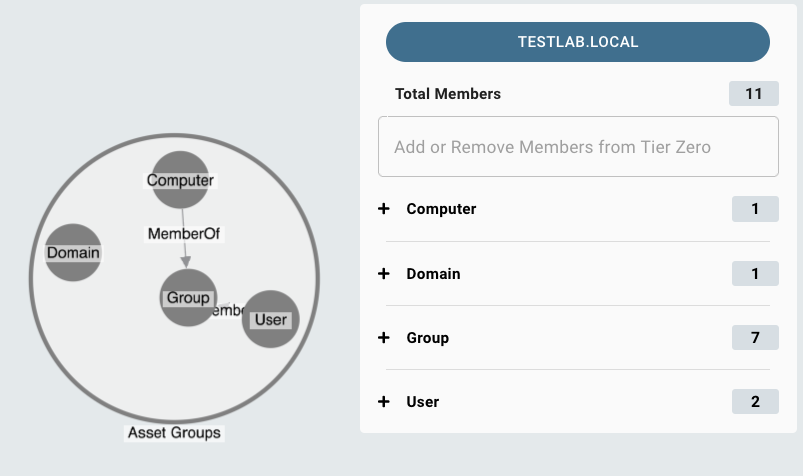 TESTLAB.LOCAL
Total Members 11
Add or Remove Members from Tier Zero
+ Computer 1
+ Domain 1
+ Group 7
+ User 2
Computer
MemberOf
Domain
Group
User
Asset Groups